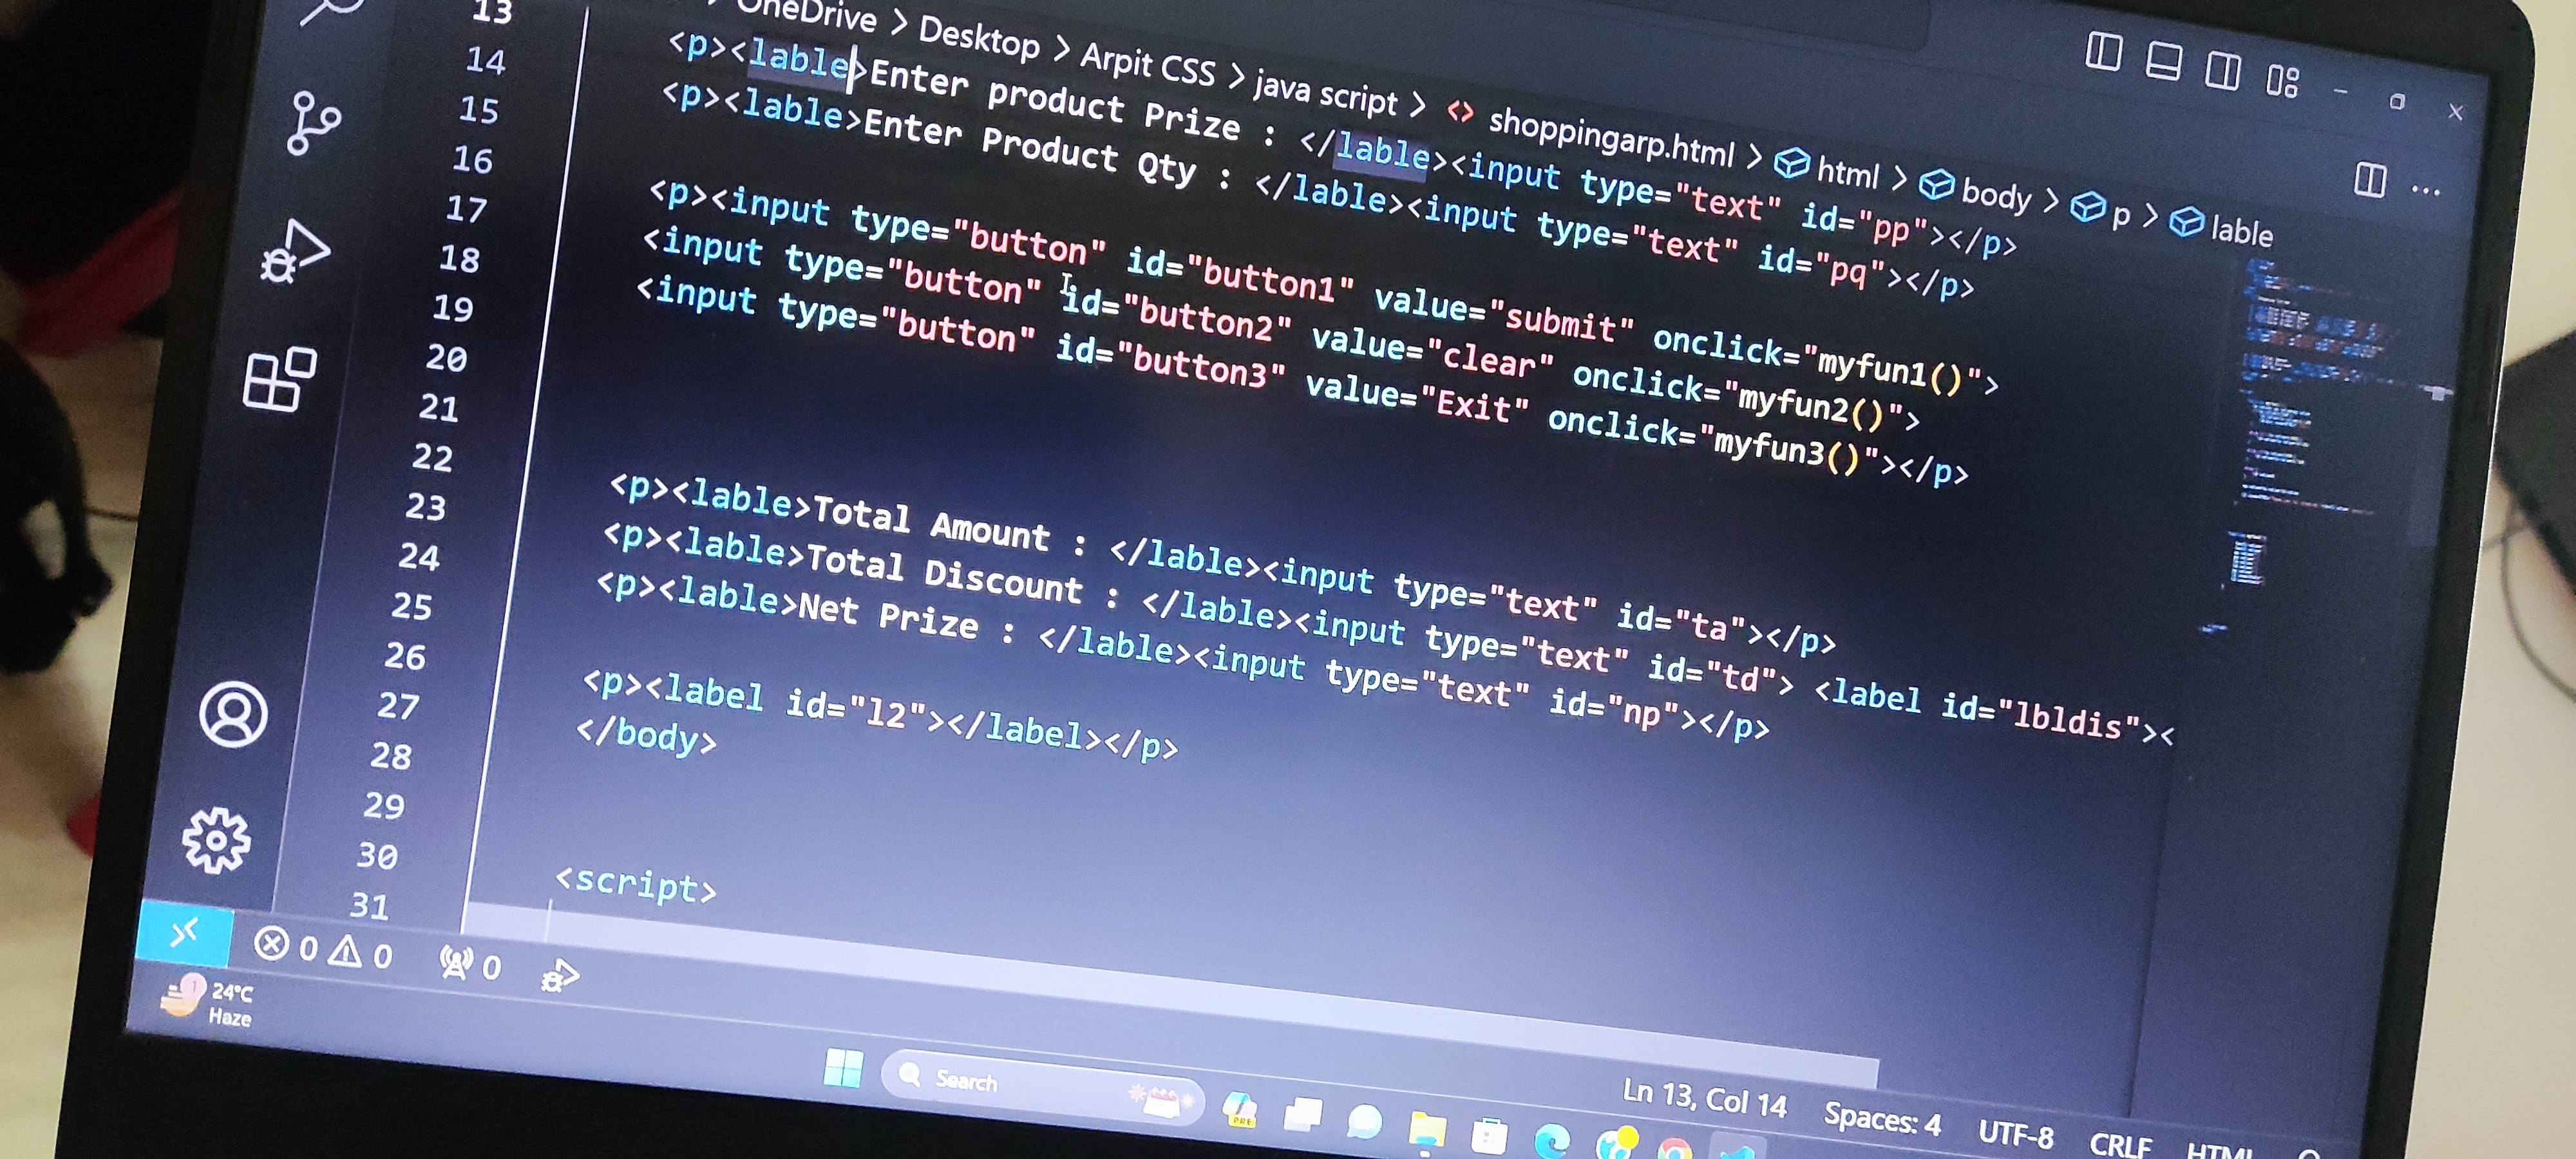 OneDrive > Desktop > Arpit CSS > java script > <> shoppingarp.html > html > body > p > lable
13 <p><lable>Enter product Prize : </lable><input type="text" id="pp"></p>
14 <p><lable>Enter Product Qty : </lable><input type="text" id="pq"></p>
15
16 <p><input type="button" id="button1" value="submit" onclick="myfun1()">
17 <input type="button" id="button2" value="clear" onclick="myfun2()">
18 <input type="button" id="button3" value="Exit" onclick="myfun3()"></p>
19
20
21
22 <p><lable>Total Amount : </lable><input type="text" id="ta"></p>
23 <p><lable>Total Discount : </lable><input type="text" id="td"> <label id="lbldis"><
24 <p><lable>Net Prize : </lable><input type="text" id="np"></p>
25
26 <p><label id="l2"></label></p>
27 </body>
28
29
30 <script>
31
0 0 0
Ln 13, Col 14 Spaces: 4 UTF-8 CRLF HTML
1
24°C
Haze
Search
PRE